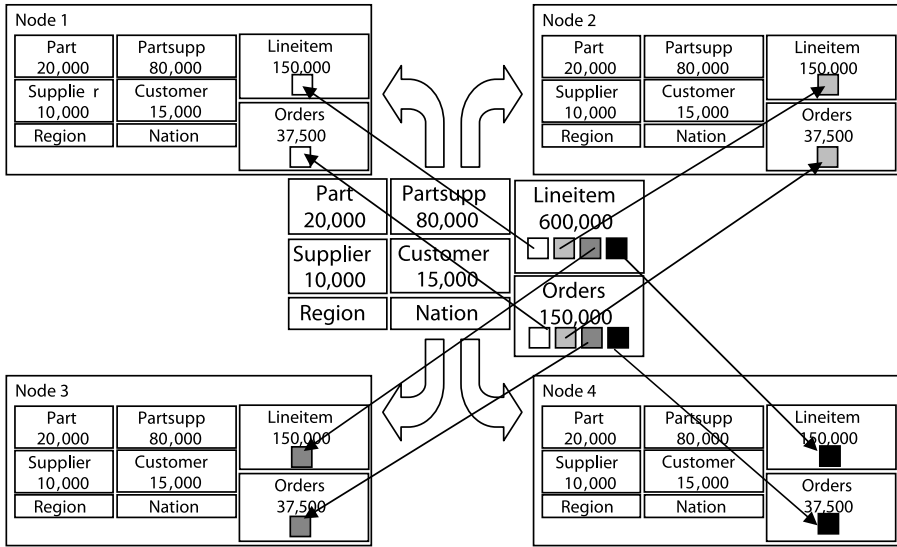 Node 1
Part
20,000
Partsupp
80,000
Lineitem
150,000
Supplie r
10,000
Customer
15,000
Orders
37,500
Region
Nation
Node 2
Part
20,000
Partsupp
80,000
Lineitem
150,000
Supplier
10,000
Customer
15,000
Orders
37,500
Region
Nation
Part
20,000
Partsupp
80,000
Lineitem
600,000
Supplier
10,000
Customer
15,000
Orders
150,000
Region
Nation
Node 3
Part
20,000
Partsupp
80,000
Lineitem
150,000
Supplier
10,000
Customer
15,000
Orders
37,500
Region
Nation
Node 4
Part
20,000
Partsupp
80,000
Lineitem
150,000
Supplier
10,000
Customer
15,000
Orders
37,500
Region
Nation